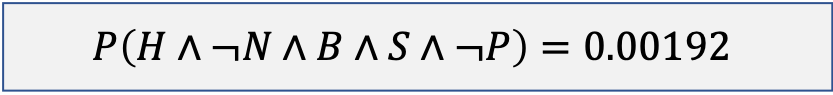 P(H ∧ ¬N ∧ B ∧ S ∧ ¬P) = 0.00192